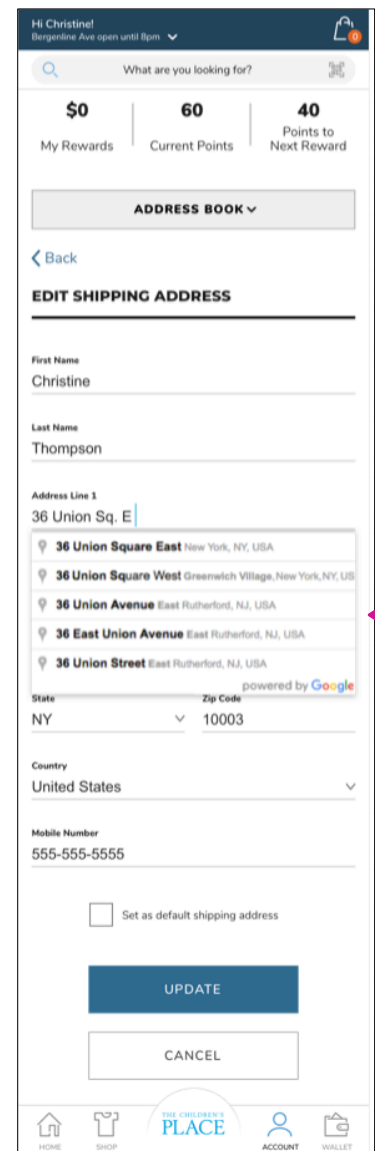 Hi Christine!
Bergenline Ave open until 8pm
0
What are you looking for?
$0 60 40
My Rewards Current Points Points to
Next Reward
ADDRESS BOOK
Back
EDIT SHIPPING ADDRESS
First Name
Christine
Last Name
Thompson
Address Line 1
36 Union Sq. E
36 Union Square East New York, NY, USA
36 Union Square West Greenwich Village, New York, NY, US
36 Union Avenue East Rutherford, NJ, USA
36 East Union Avenue East Rutherford, NJ, USA
36 Union Street East Rutherford, NJ, USA
powered by Google
State Zip Code
NY 10003
Country
United States
Mobile Number
555-555-5555
Set as default shipping address
UPDATE
CANCEL
THE CHILDREN'S
PLACE
HOME SHOP ACCOUNT WALLET